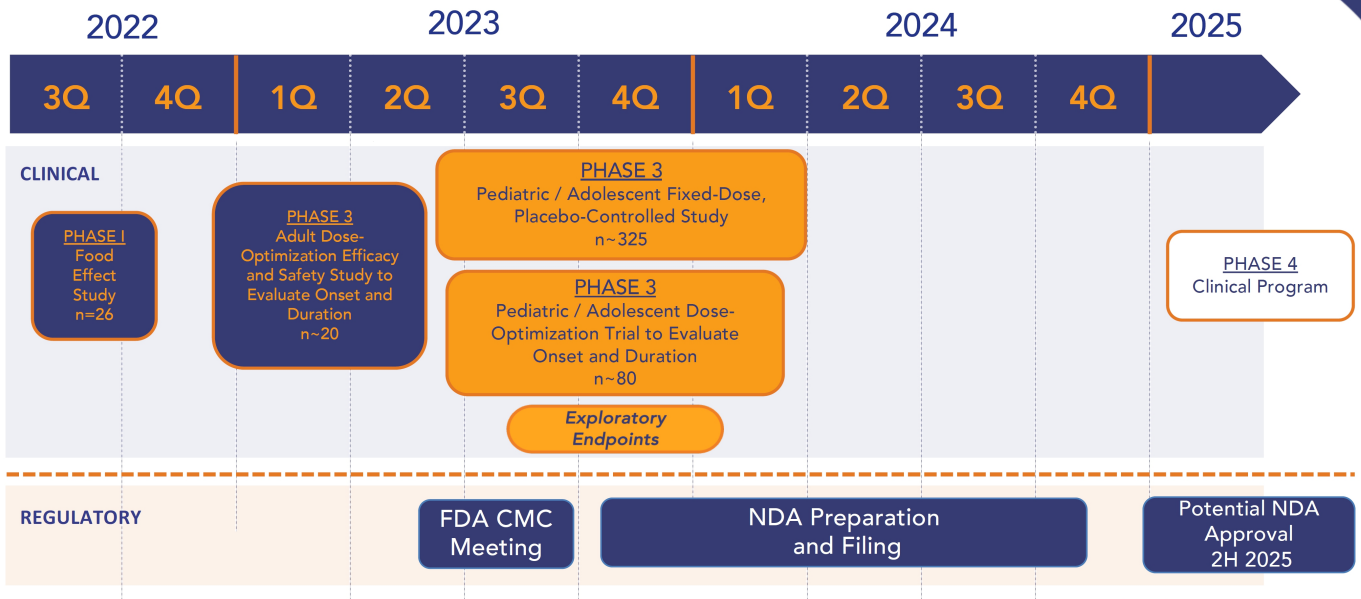 2022
2023
2024
2025
3Q
4Q
1Q
2Q
3Q
4Q
1Q
2Q
3Q
4Q
CLINICAL
PHASE I
Food
Effect
Study
n=26
PHASE 3
Adult Dose-
Optimization Efficacy
and Safety Study to
Evaluate Onset and
Duration
n~20
PHASE 3
Pediatric / Adolescent Fixed-Dose,
Placebo-Controlled Study
n~325
PHASE 3
Pediatric / Adolescent Dose-
Optimization Trial to Evaluate
Onset and Duration
n~80
Exploratory
Endpoints
PHASE 4
Clinical Program
REGULATORY
FDA CMC
Meeting
NDA Preparation
and Filing
Potential NDA
Approval
2H 2025